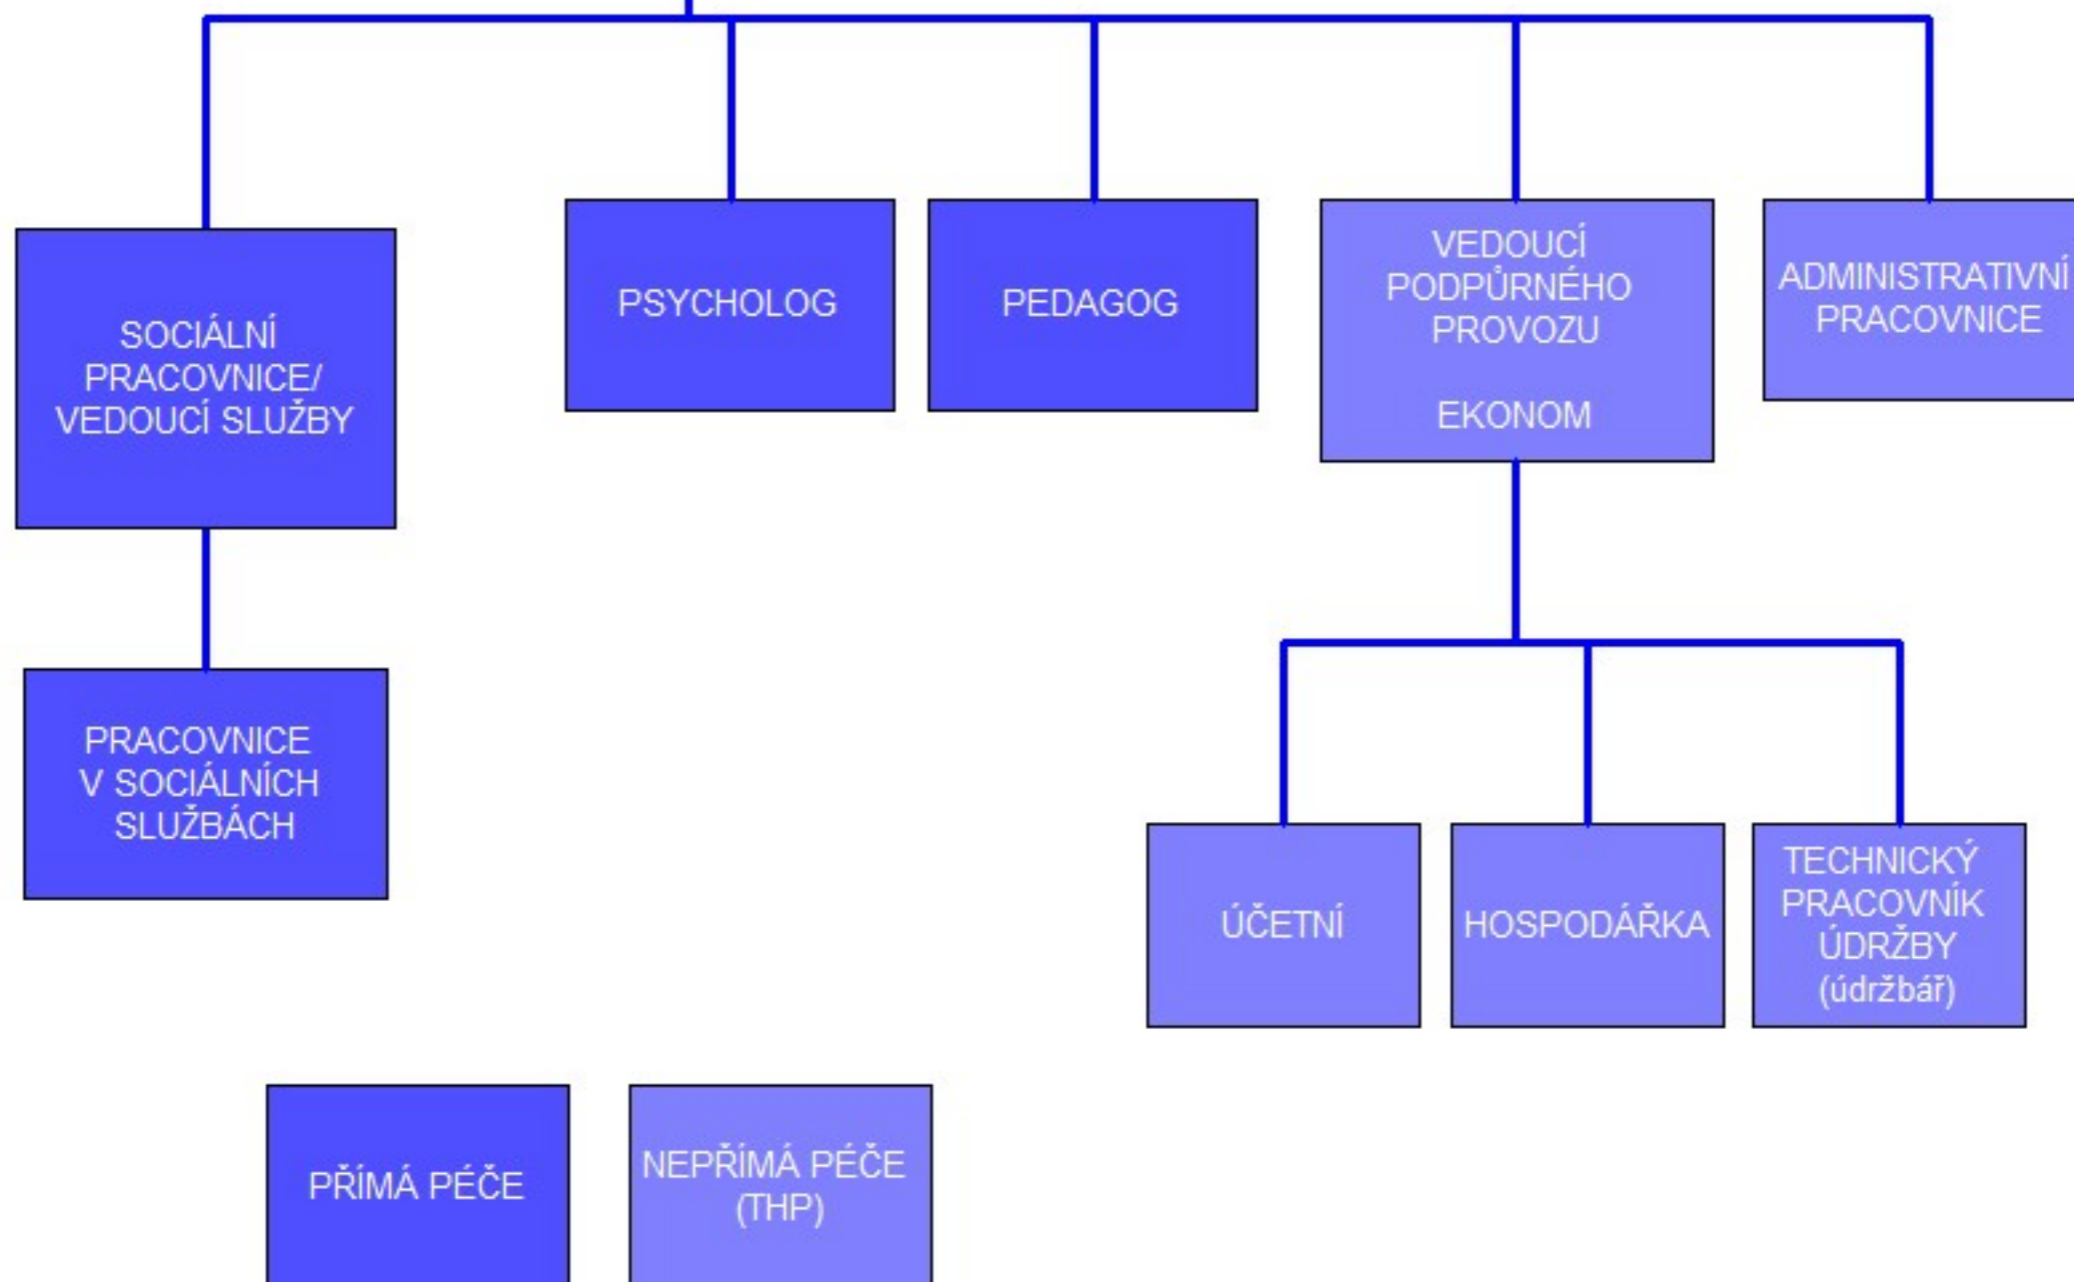 SOCIÁLNÍ
PRACOVNICE/
VEDOUCÍ SLUŽBY
PSYCHOLOG
PEDAGOG
VEDOUCÍ
PODPŮRNÉHO
PROVOZU
EKONOM
ADMINISTRATIVNÍ
PRACOVNICE
PRACOVNICE
V SOCIÁLNÍCH
SLUŽBÁCH
ÚČETNÍ
HOSPODÁŘKA
TECHNICKÝ
PRACOVNÍK
ÚDRŽBY
(údržbář)
PŘÍMÁ PÉČE
NEPŘÍMÁ PÉČE
(THP)